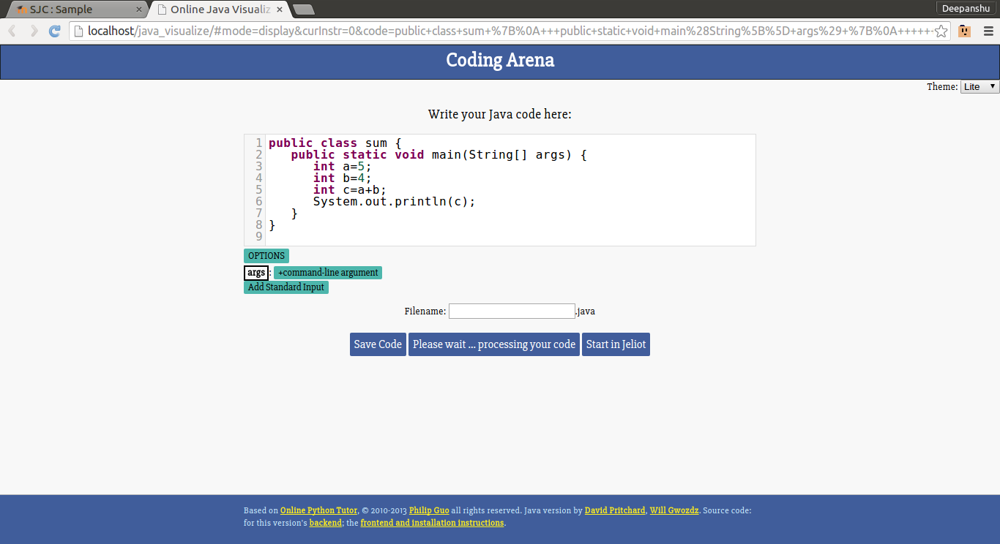 SJC : Sample
Online Java Visualiz
Deepanshu
localhost/java_visualize/#mode=display&curInstr=0&code=public+class+sum+%7B%0A+++public+static+void+main%28String%5B%5D+args%29+%7B%0A+++++
Coding Arena
Theme: Lite
Write your Java code here:
1 public class sum {
2    public static void main(String[] args) {
3       int a=5;
4       int b=4;
5       int c=a+b;
6       System.out.println(c);
7    }
8 }
9
OPTIONS
args : +command-line argument
Add Standard Input
Filename: .java
Save Code Please wait ... processing your code Start in Jeliot
Based on Online Python Tutor, © 2010-2013 Philip Guo all rights reserved. Java version by David Pritchard, Will Gwozdz. Source code:
for this version's backend; the frontend and installation instructions.